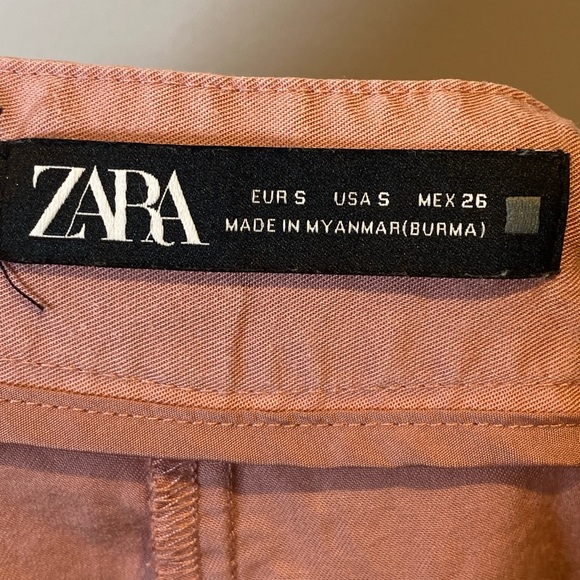 ZARA
EUR S USA S MEX 26
MADE IN MYANMAR(BURMA)